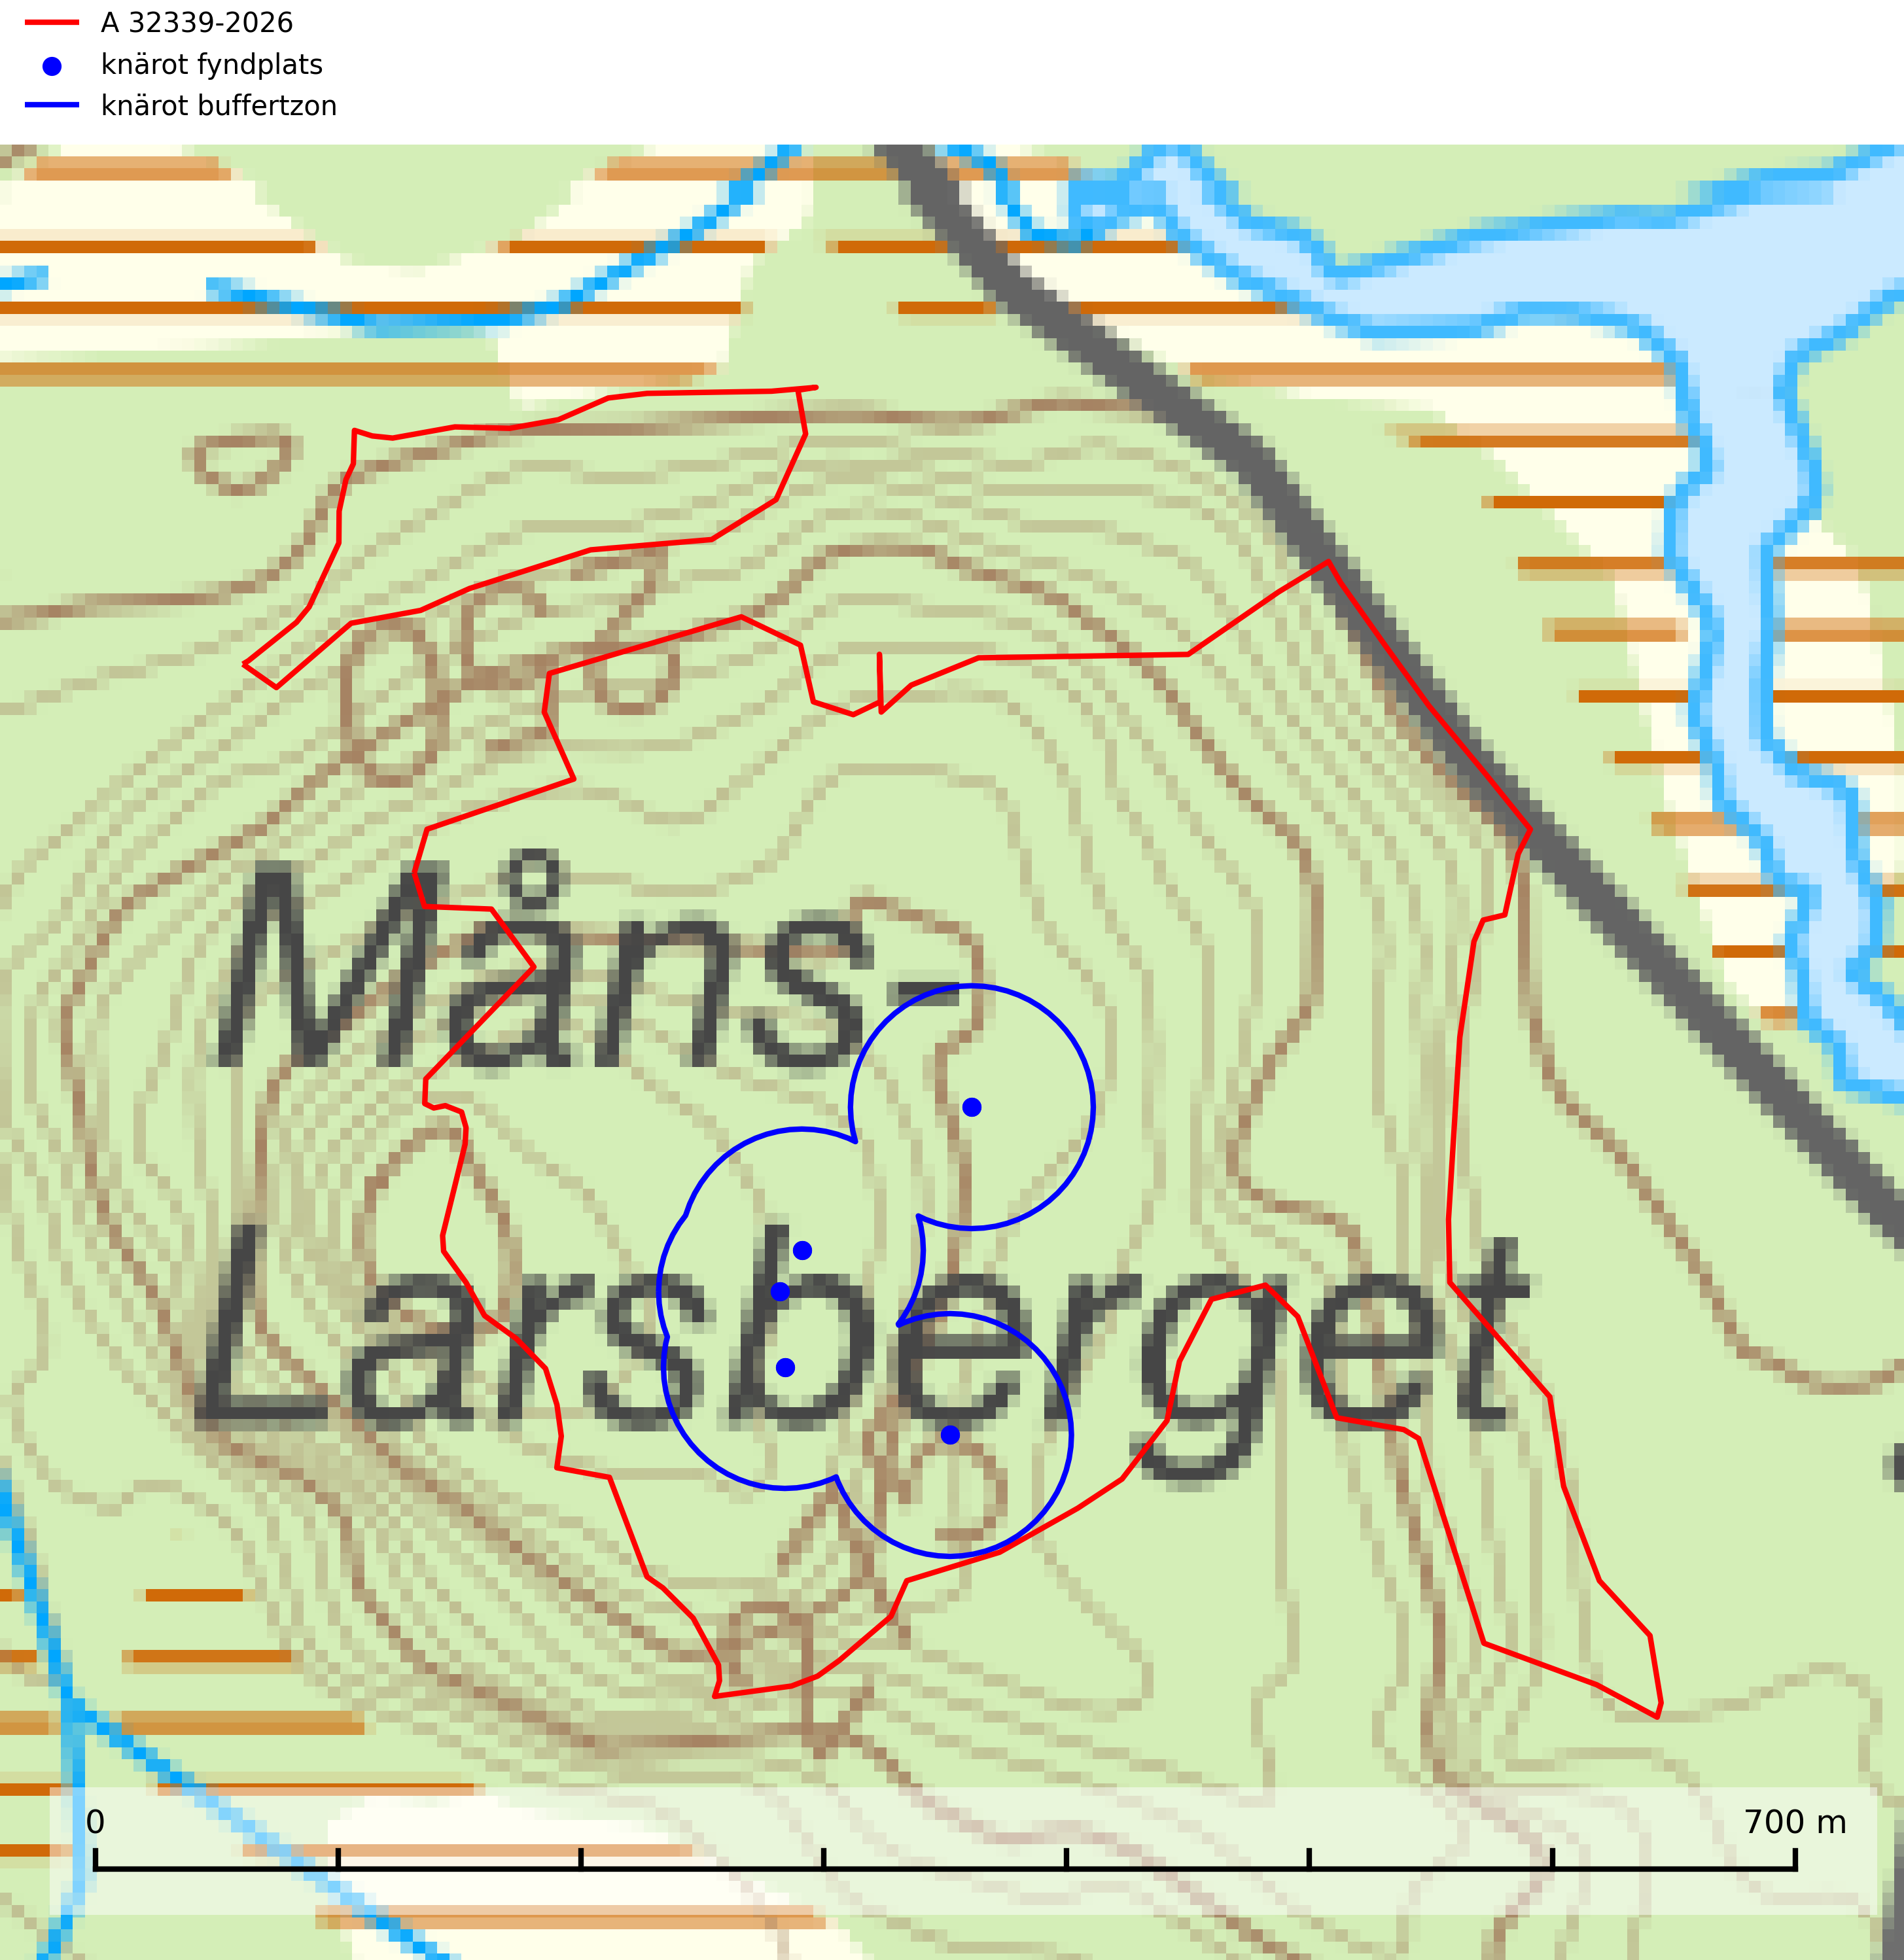 A 32339-2026
knärot fyndplats
knärot buffertzon
Måns-
Larsberget
0 700 m